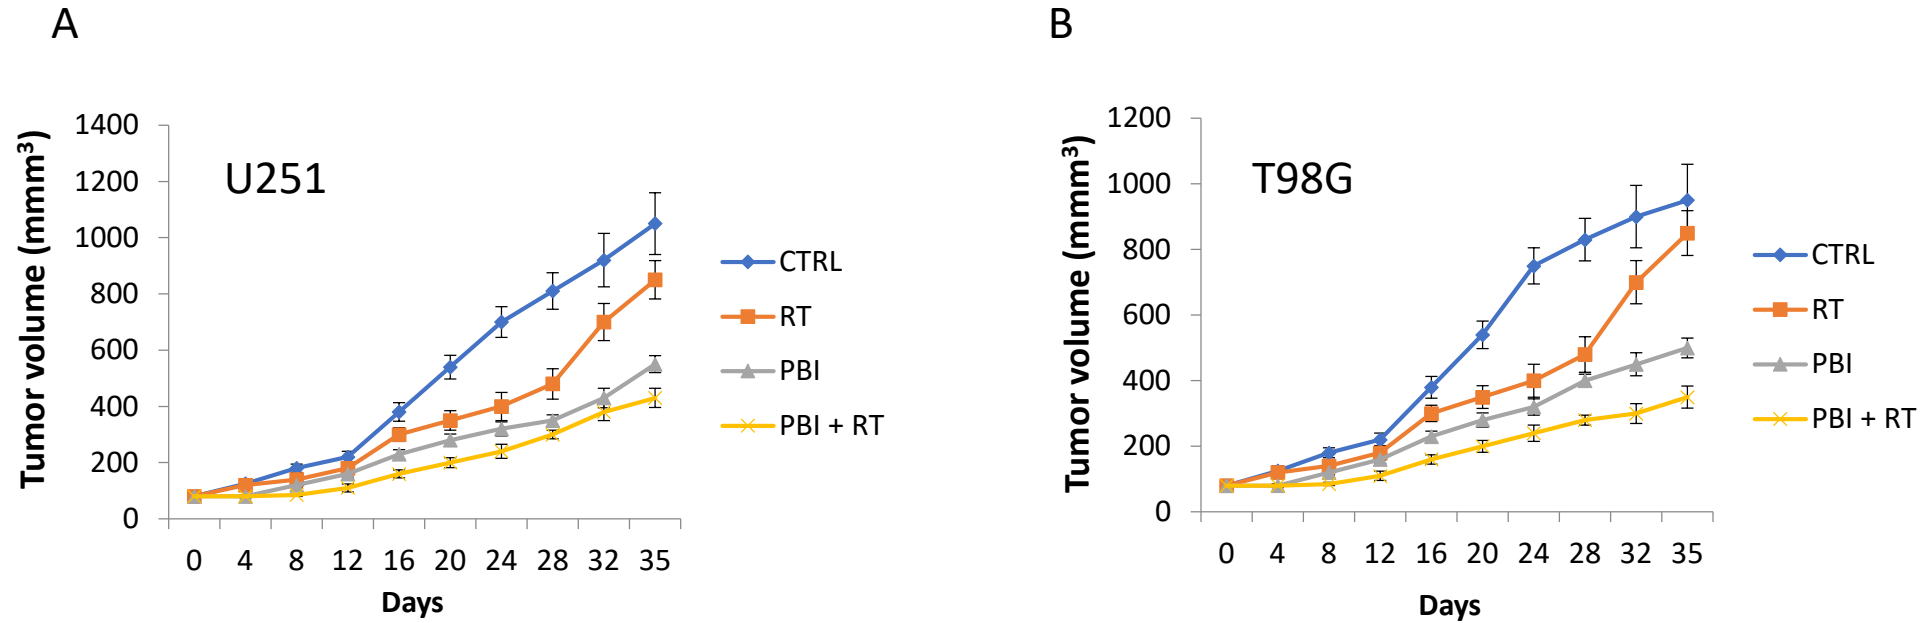 A
Tumor volume (mmm³)
1400
1200
1000
800
600
400
200
0
U251
0 4 8 12 16 20 24 28 32 35
Days
CTRL
RT
PBI
PBI + RT
B
Tumor volume (mmm³)
1200
1000
800
600
400
200
0
T98G
0 4 8 12 16 20 24 28 32 35
Days
CTRL
RT
PBI
PBI + RT